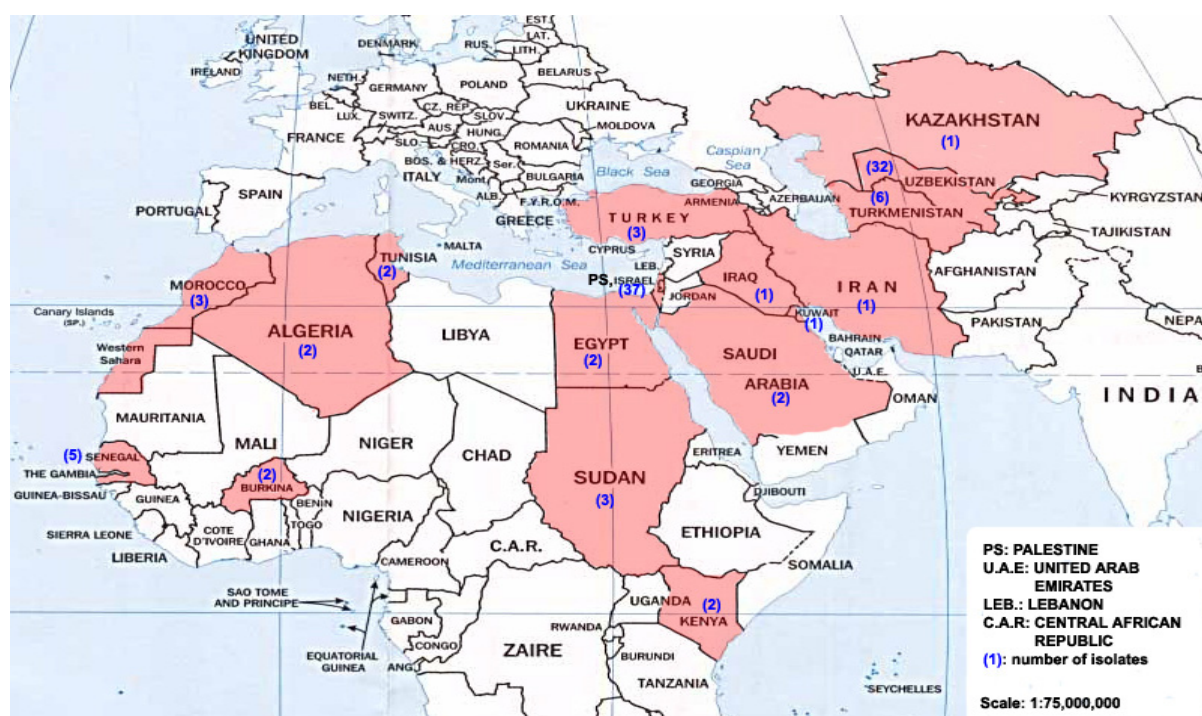 UNITED
KINGDOM
IRELAND
DENMARK
NETH.
BEL.
LUX.
GERMANY
POLAND
RUS.
EST.
LAT.
LITH.
BELARUS
UKRAINE
MOLDOVA
CZ. REP.
SLOV.
SWITZ.
AUS.
HUNG.
FRANCE
SLO.
CRO.
ROMANIA
BOS. & HERZ.
Ser.
ITALY
Mont.
BULGARIA
ALB.
F.Y.R.O.M.
GREECE
SPAIN
PORTUGAL
MALTA
Mediterranean Sea
Black Sea
Caspian
Sea
GEORGIA
ARMENIA
AZERBAIJAN
KAZAKHSTAN
(1)
(32)
UZBEKISTAN
(6)
TURKMENISTAN
KYRGYZSTAN
TAJIKISTAN
AFGHANISTAN
PAKISTAN
NEPA
INDIA
TURKEY
(3)
CYPRUS
SYRIA
LEB.
PS,
ISRAEL
(37)
JORDAN
IRAQ
(1)
IRAN
(1)
KUWAIT
(1)
BAHRAIN
QATAR
U.A.E.
OMAN
SAUDI
ARABIA
(2)
YEMEN
TUNISIA
(2)
MOROCCO
(3)
Canary Islands
(SP.)
Western
Sahara
ALGERIA
(2)
LIBYA
EGYPT
(2)
MAURITANIA
MALI
NIGER
CHAD
SUDAN
(3)
ERITREA
DJIBOUTI
ETHIOPIA
SOMALIA
(5)
SENEGAL
THE GAMBIA
GUINEA-BISSAU
GUINEA
SIERRA LEONE
LIBERIA
COTE
D'IVOIRE
(2)
BURKINA
GHANA
TOGO
BENIN
NIGERIA
CAMEROON
C.A.R.
SAO TOME
AND PRINCIPE
EQUATORIAL
GUINEA
GABON
CONGO
ANG.
ZAIRE
UGANDA
RWANDA
BURUNDI
(2)
KENYA
TANZANIA
SEYCHELLES
PS: PALESTINE
U.A.E: UNITED ARAB
EMIRATES
LEB.: LEBANON
C.A.R: CENTRAL AFRICAN
REPUBLIC
(1): number of isolates
Scale: 1:75,000,000